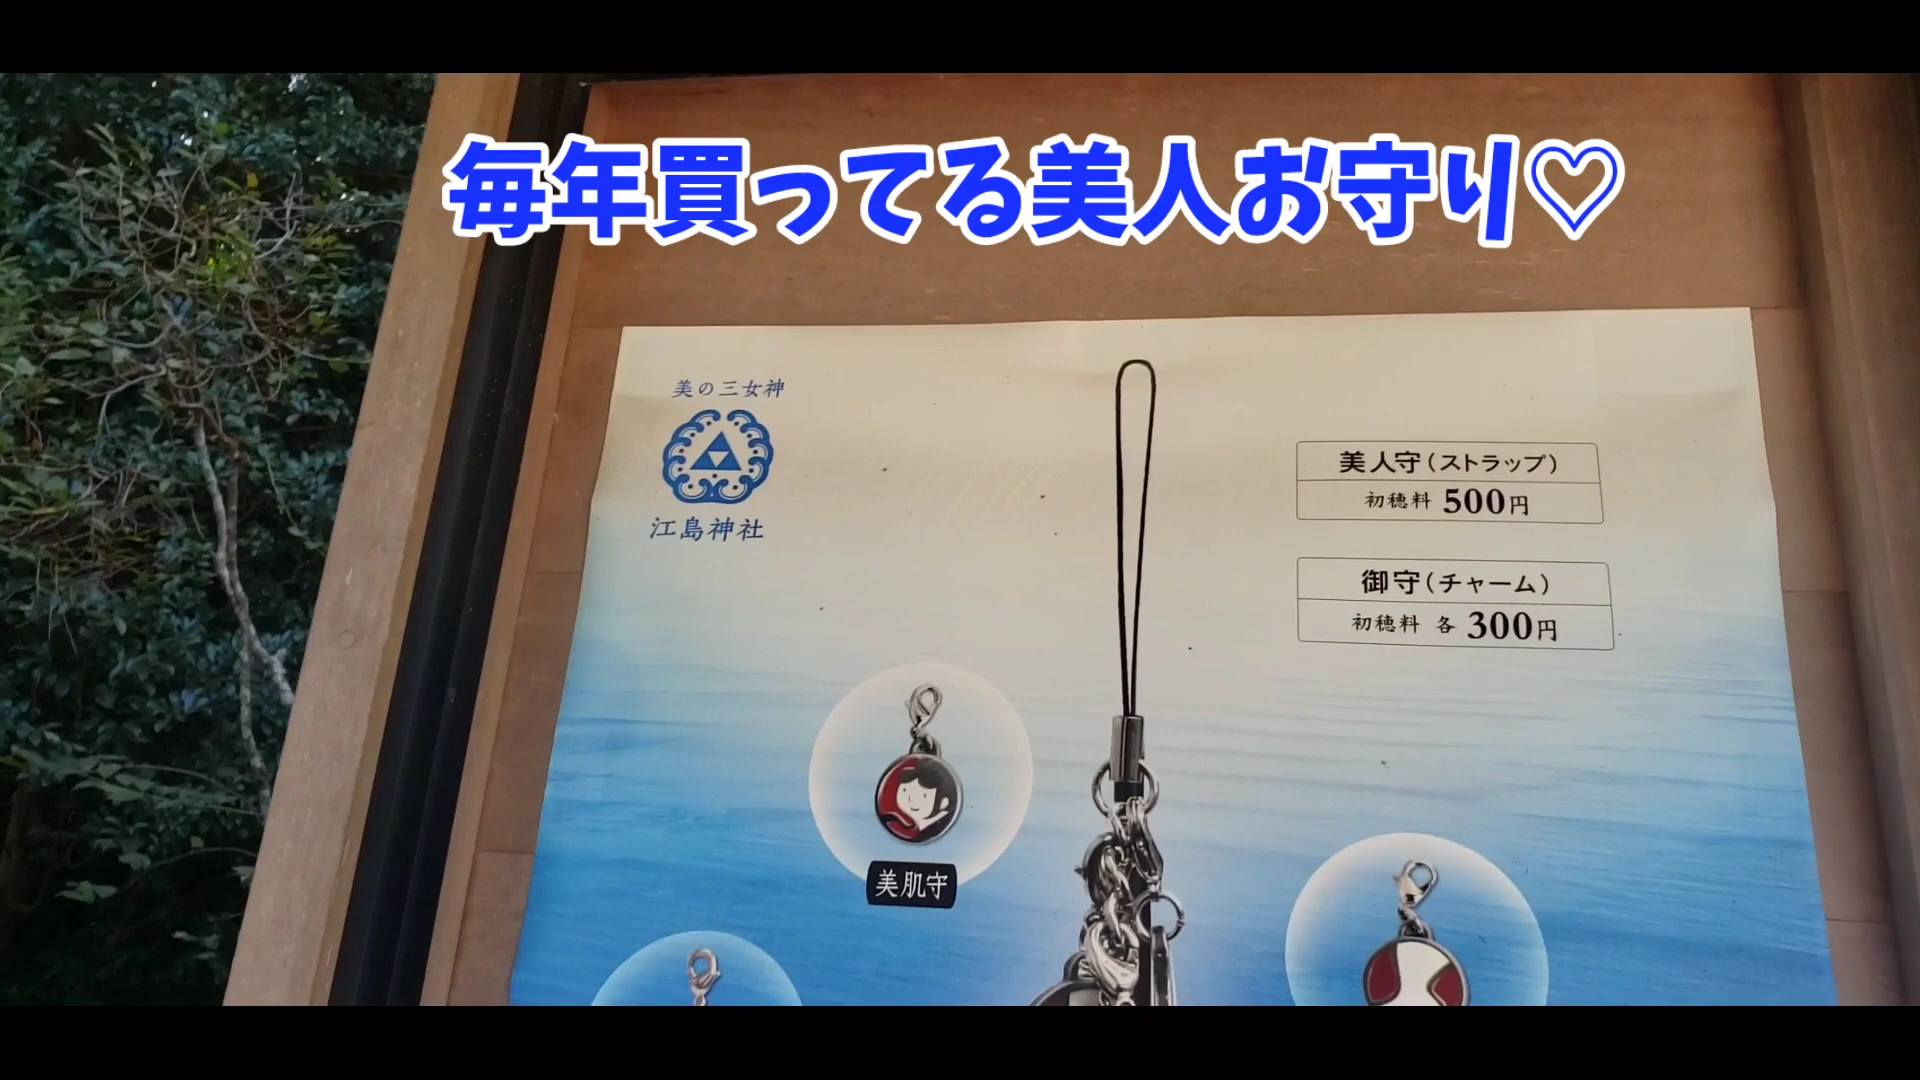 毎年買ってる美人お守り♡
美の三女神
江島神社
美人守(ストラップ)
初穂料 500円
御守(チャーム)
初穂料 各 300円
美肌守